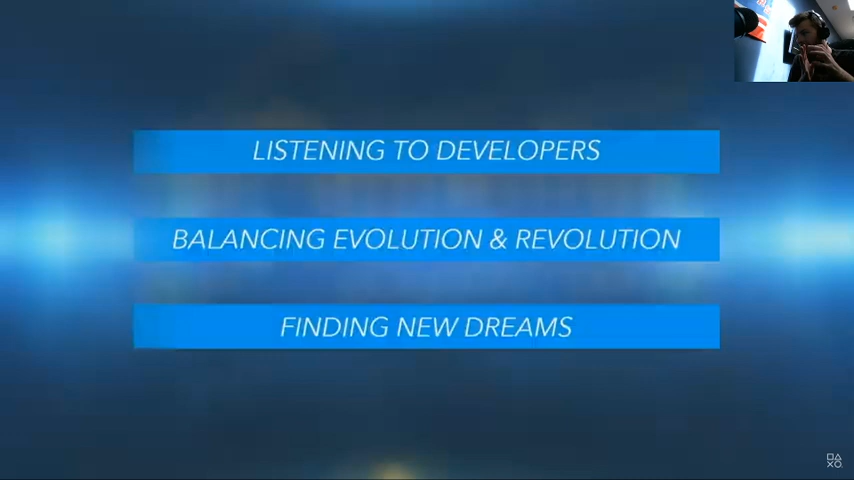 LISTENING TO DEVELOPERS
BALANCING EVOLUTION & REVOLUTION
FINDING NEW DREAMS